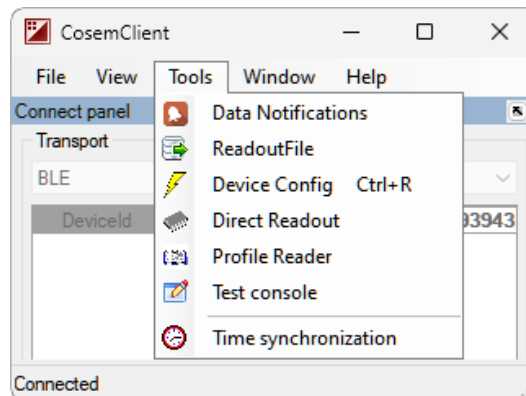 CosemClient
File View Tools Window Help
Connect panel
Data Notifications
Transport
ReadoutFile
BLE
Device Config Ctrl+R
DeviceId
Direct Readout
93943
Profile Reader
Test console
Time synchronization
Connected